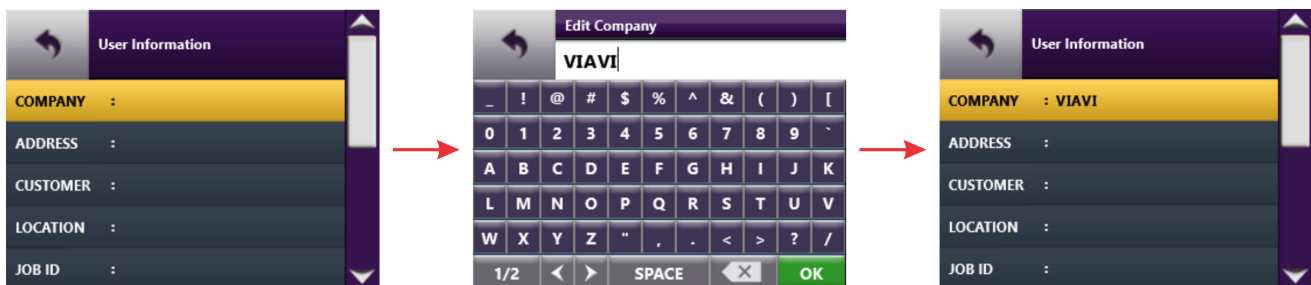 User Information
COMPANY :
ADDRESS :
CUSTOMER :
LOCATION :
JOB ID :
Edit Company
VIAVI
_ ! @ # $ % ^ & ( ) [
0 1 2 3 4 5 6 7 8 9 `
A B C D E F G H I J K
L M N O P Q R S T U V
W X Y Z " , . < > ? /
1/2 < > SPACE OK
User Information
COMPANY : VIAVI
ADDRESS :
CUSTOMER :
LOCATION :
JOB ID :